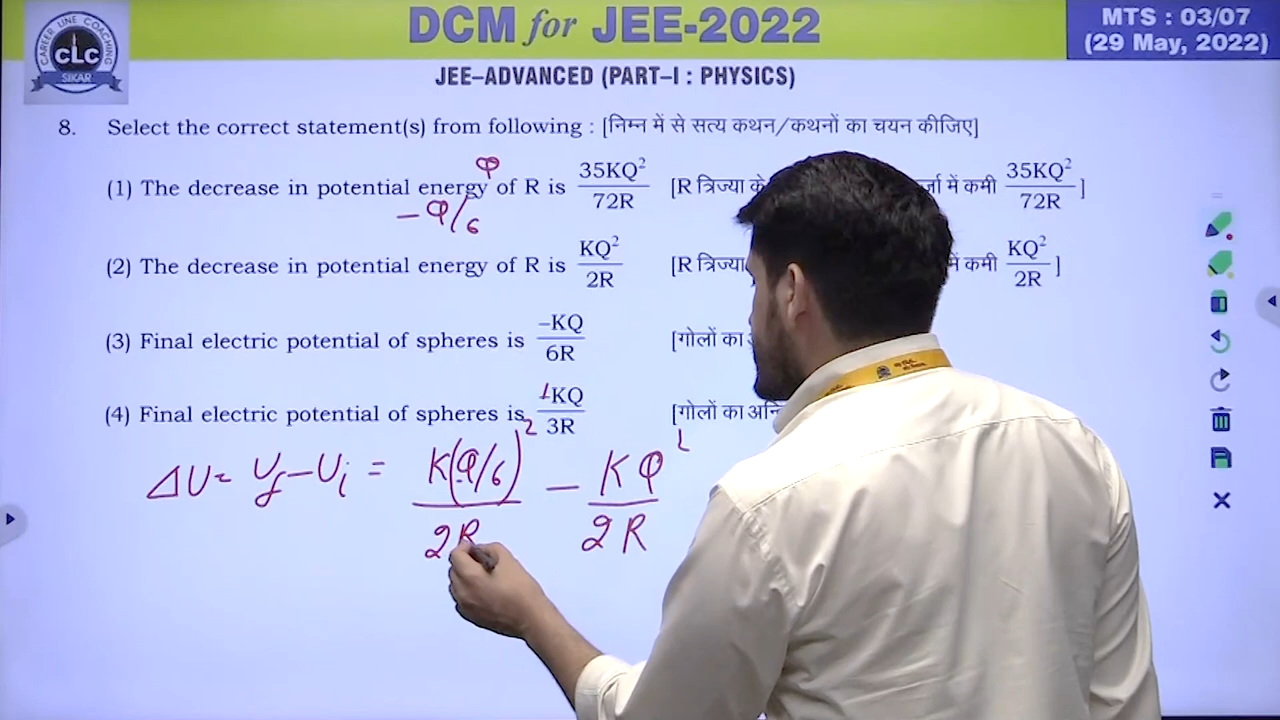 DCM for JEE-2022
MTS : 03/07
(29 May, 2022)
CAREER LINE COACHING
CLC
SIKAR
JEE–ADVANCED (PART–I : PHYSICS)
8. Select the correct statement(s) from following : [निम्न में से सत्य कथन/कथनों का चयन कीजिए]
φ
(1) The decrease in potential energy of R is 35KQ²/72R [R त्रिज्या के र्जा में कमी 35KQ²/72R]
−φ/6
(2) The decrease in potential energy of R is KQ²/2R [R त्रिज्या में कमी KQ²/2R]
(3) Final electric potential of spheres is –KQ/6R [गोलों का
(4) Final electric potential of spheres is KQ/3R [गोलों का
ΔU = U_f − U_i = K(φ/6)²/2R − Kφ²/2R